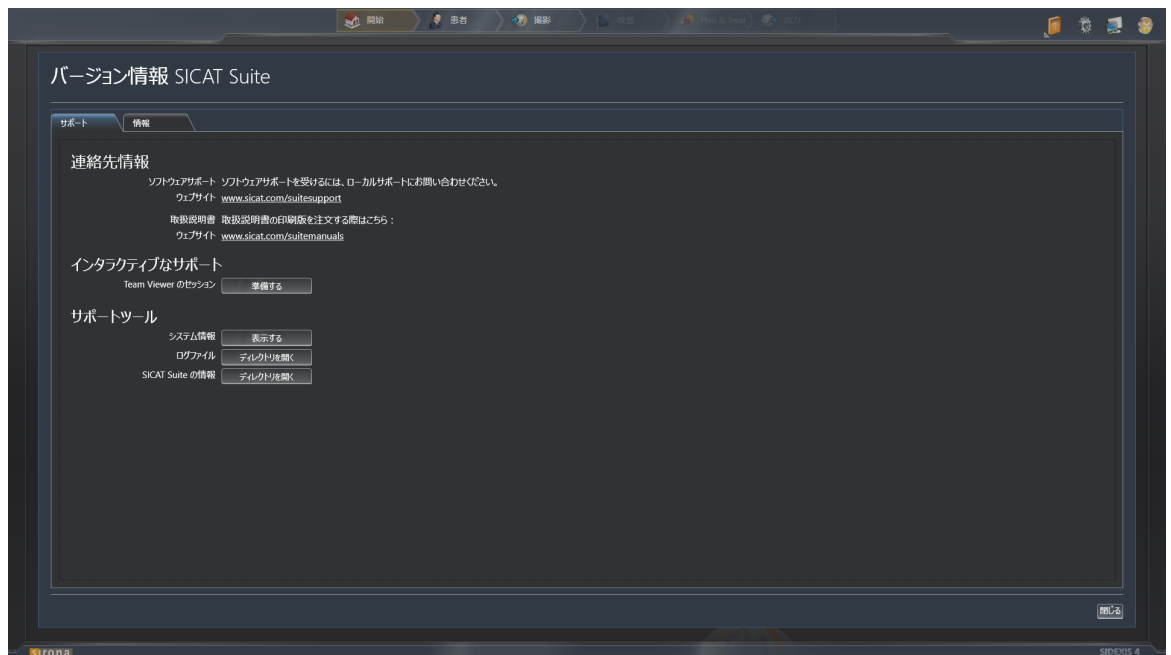 開始 患者 撮影 検査 Plan & Treat 出力
バージョン情報 SICAT Suite
サポート 情報
連絡先情報
ソフトウェアサポート ソフトウェアサポートを受けるには、ローカルサポートにお問い合わせください。
ウェブサイト www.sicat.com/suitesupport
取扱説明書 取扱説明書の印刷版を注文する際はこちら：
ウェブサイト www.sicat.com/suitemanuals
インタラクティブなサポート
Team Viewer のセッション 準備する
サポートツール
システム情報 表示する
ログファイル ディレクトリを開く
SICAT Suite の情報 ディレクトリを開く
閉じる
sirona SIDEXIS 4